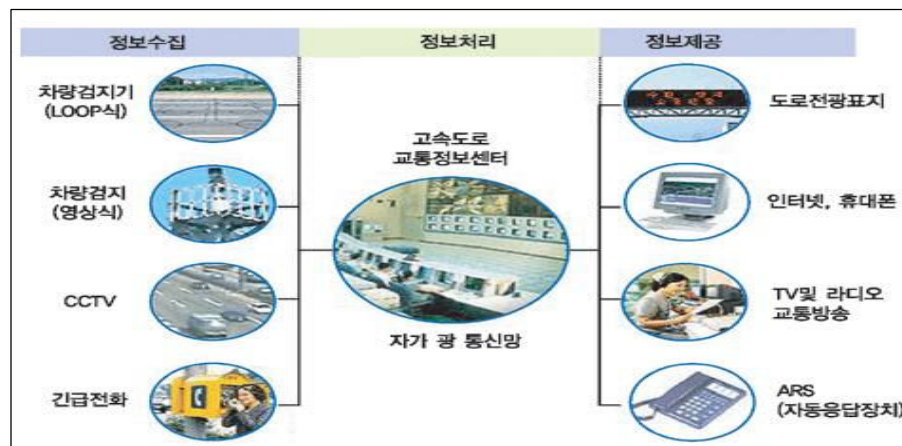 정보수집
정보처리
정보제공
차량검지기
(LOOP식)
차량검지
(영상식)
CCTV
긴급전화
고속도로
교통정보센터
자가 광 통신망
도로전광표지
인터넷, 휴대폰
TV및 라디오
교통방송
ARS
(자동응답장치)